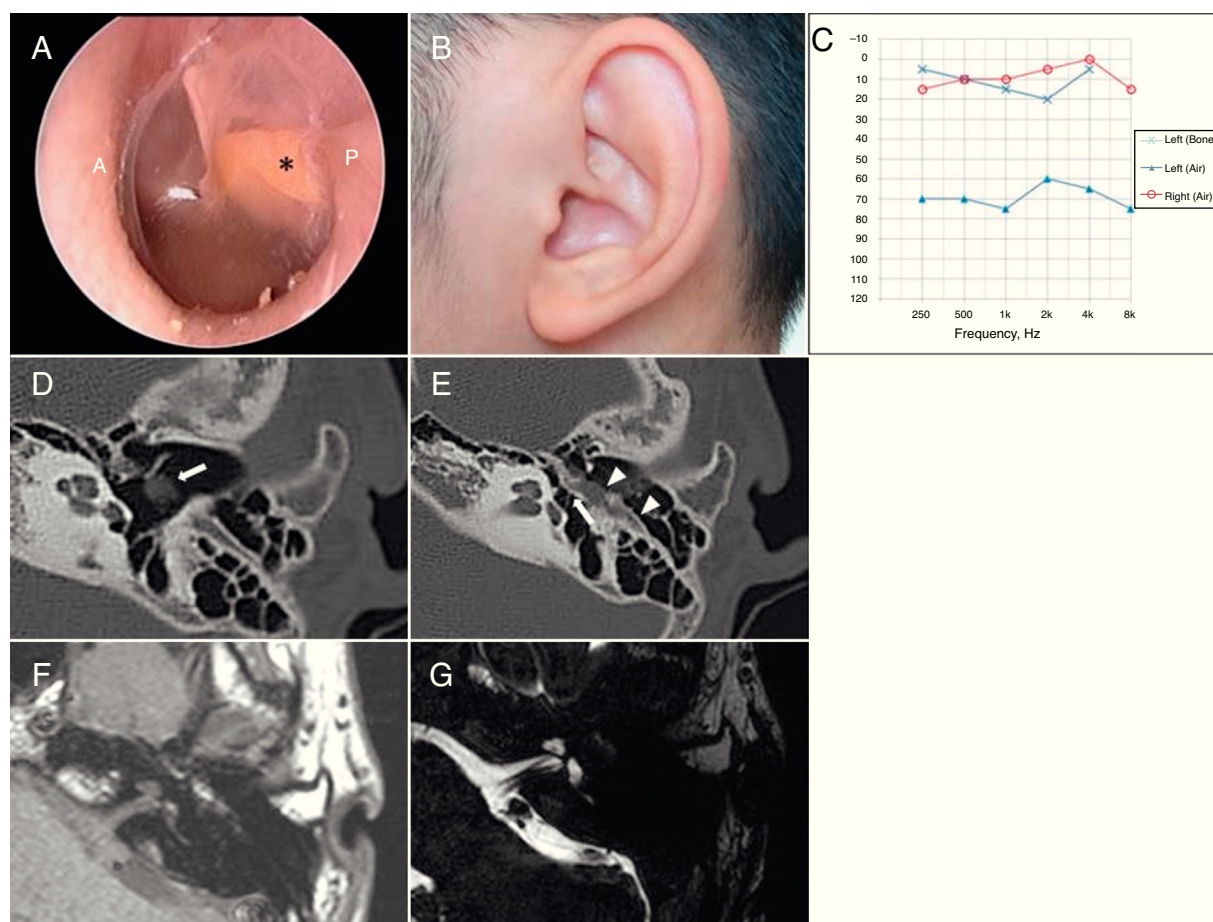 A
A
*
P
B
C
–10
0
10
20
30
40
50
60
70
80
90
100
110
120
250 500 1k 2k 4k 8k
Frequency, Hz
Left (Bone
Left (Air)
Right (Air)
D
E
F
G